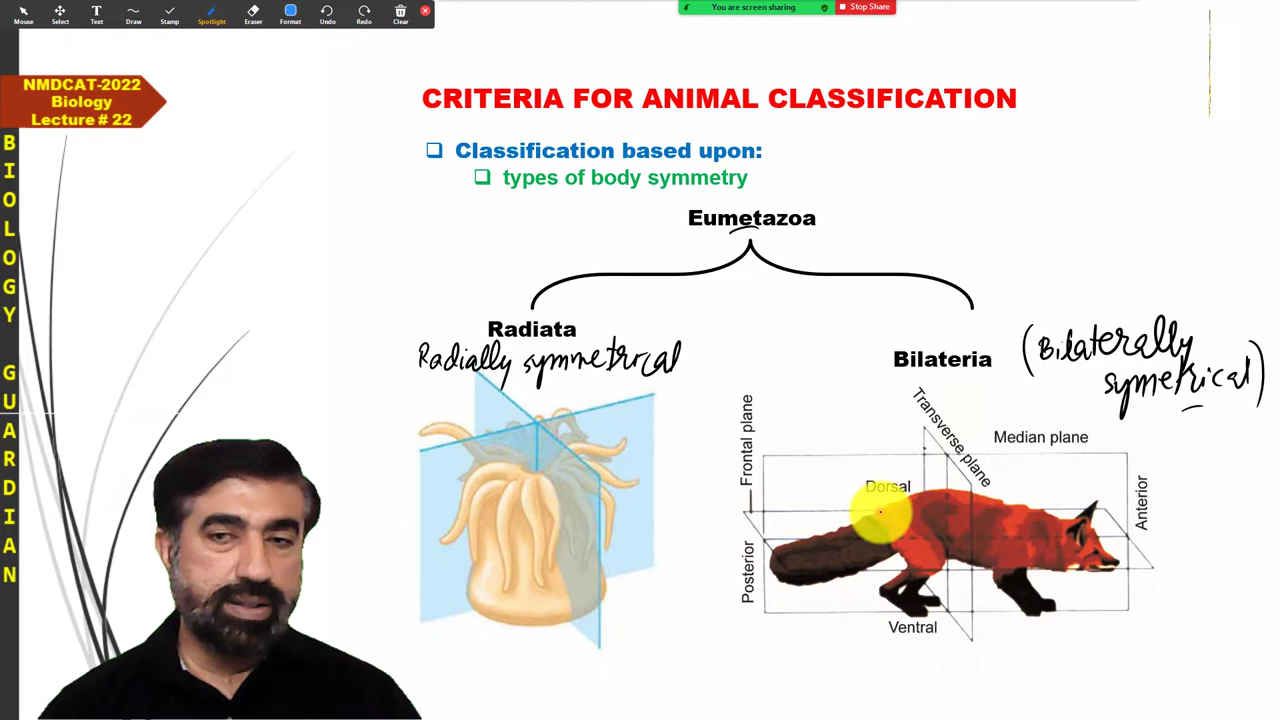 Mouse
Select
Text
Draw
Stamp
Spotlight
Eraser
Format
Undo
Redo
Clear
You are screen sharing
Stop Share
NMDCAT-2022
Biology
Lecture # 22
BIOLOGY
GUARDIAN
CRITERIA FOR ANIMAL CLASSIFICATION
Classification based upon:
types of body symmetry
Eumetazoa
Radiata
Radially symmetrical
Bilateria
(Bilaterally
symetrical)
Frontal plane
Transverse plane
Median plane
Dorsal
Anterior
Posterior
Ventral